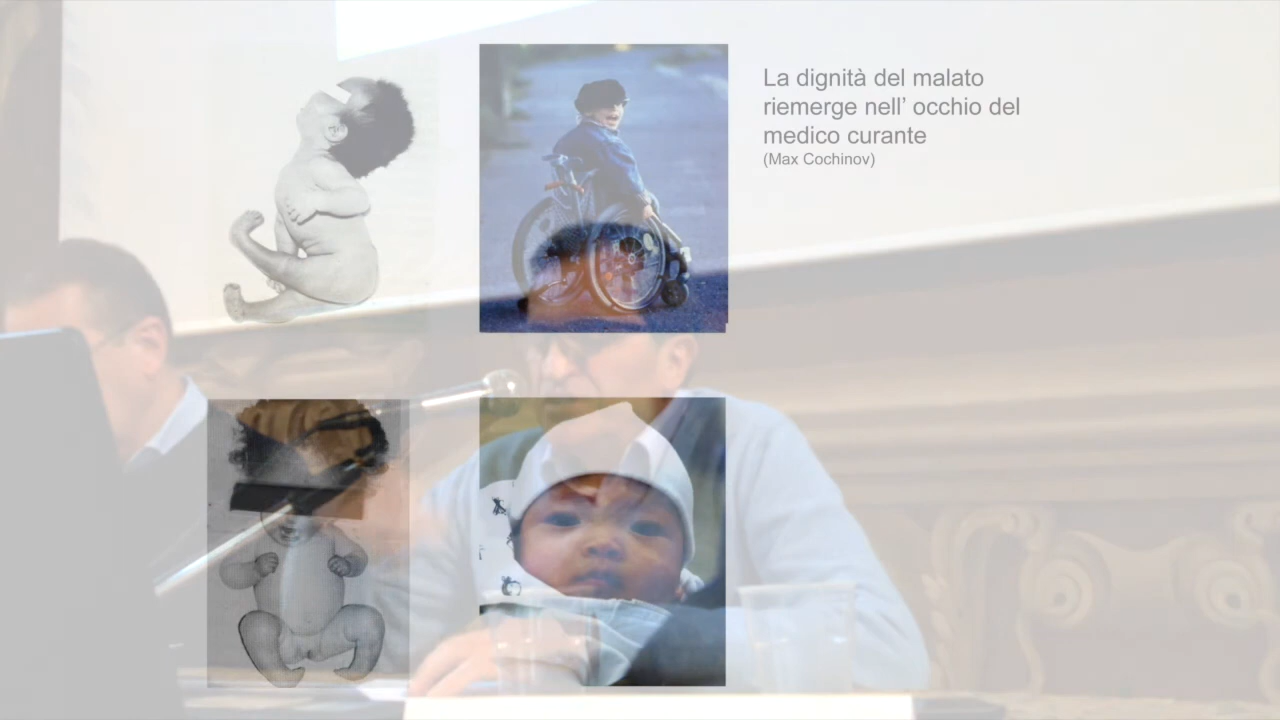 La dignità del malato
riemerge nell’ occhio del
medico curante
(Max Cochinov)